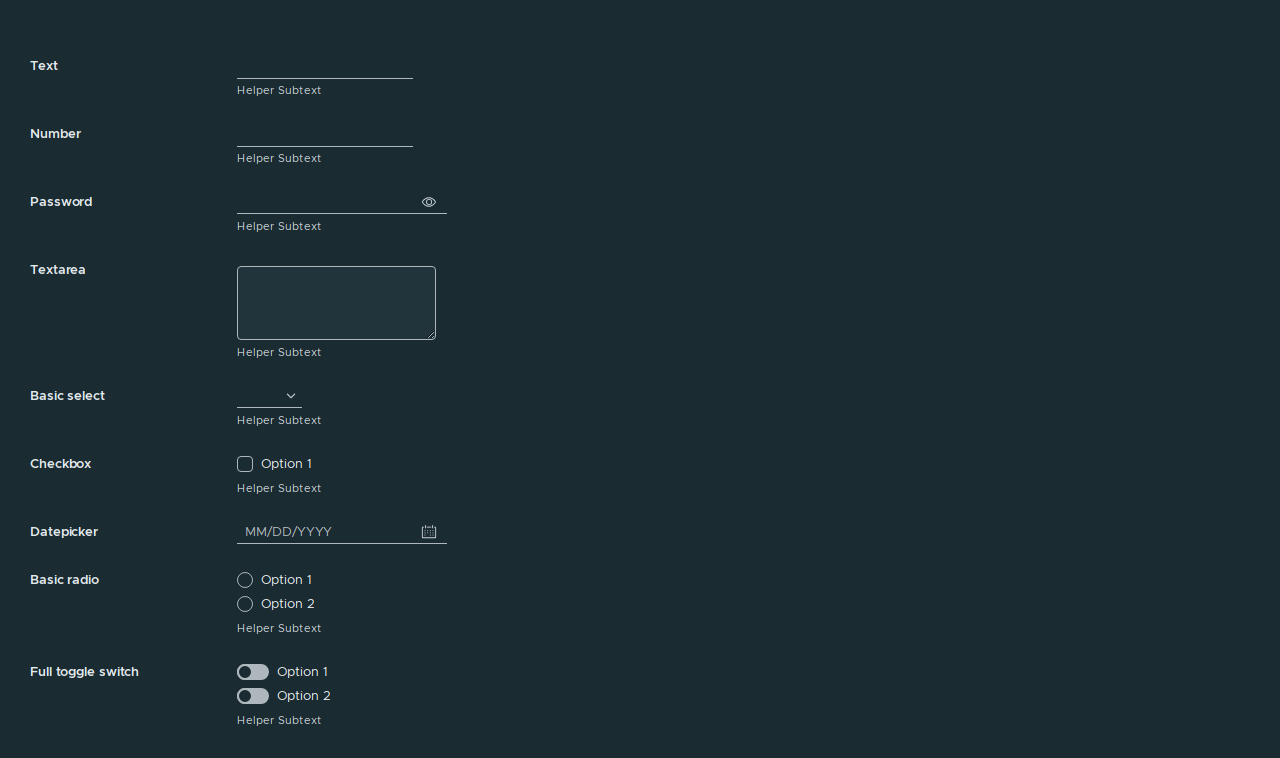 Text
Helper Subtext
Number
Helper Subtext
Password
Helper Subtext
Textarea
Helper Subtext
Basic select
Helper Subtext
Checkbox
Option 1
Helper Subtext
Datepicker
MM/DD/YYYY
Basic radio
Option 1
Option 2
Helper Subtext
Full toggle switch
Option 1
Option 2
Helper Subtext